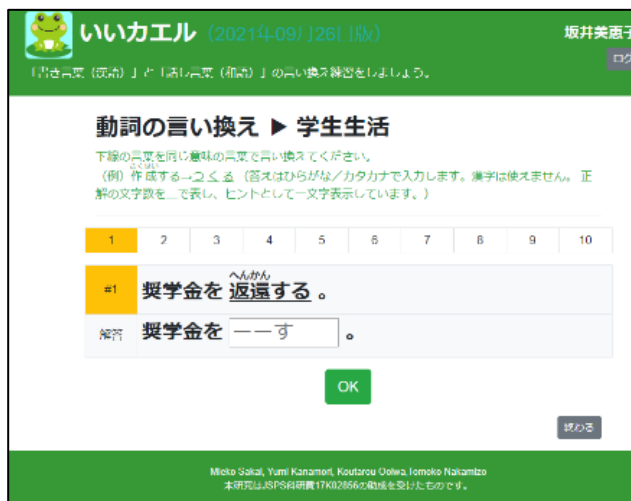 いいカエル (2021年09月26日版)
坂井美恵子
ログ
「書き言葉（漢語）」と「話し言葉（和語）」の言い換え練習をしましょう。
動詞の言い換え ▶ 学生生活
下線の言葉を同じ意味の言葉で言い換えてください。
さくせい
（例）作成する→つくる（答えはひらがな／カタカナで入力します。漢字は使えません。 正
解の文字数を＿で表し、ヒントとして一文字表示しています。）
1 2 3 4 5 6 7 8 9 10
へんかん
#1 奨学金を 返還する 。
解答 奨学金を ーーす 。
OK
終わる
Mieko Sakai, Yumi Kanamori, Koutarou Ooiwa, Tomoko Nakamizo
本研究はJSPS科研費17K02856の助成を受けたものです。